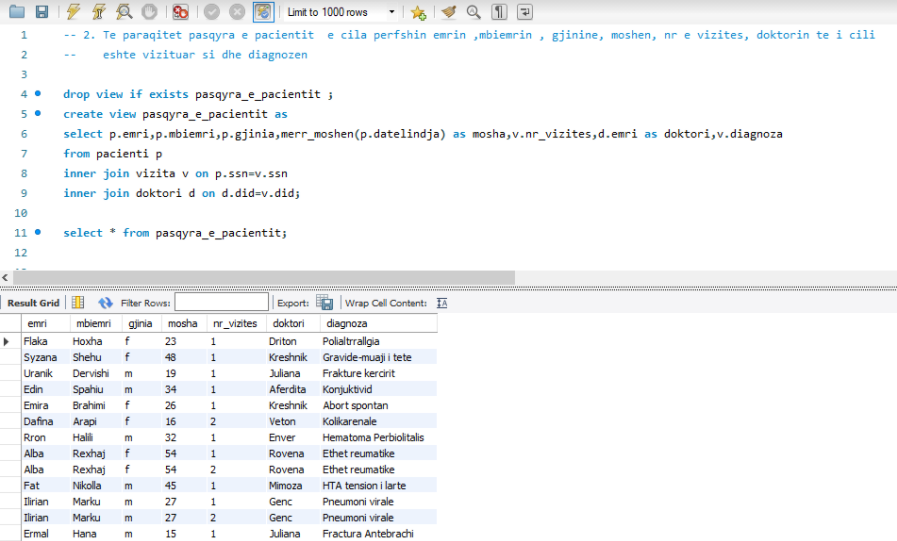 Limit to 1000 rows
1 -- 2. Te paraqitet pasqyra e pacientit e cila perfshin emrin ,mbiemrin , gjinine, moshen, nr e vizites, doktorin te i cili
2 -- eshte vizituar si dhe diagnozen
3
4 drop view if exists pasqyra_e_pacientit ;
5 create view pasqyra_e_pacientit as
6 select p.emri,p.mbiemri,p.gjinia,merr_moshen(p.datelindja) as mosha,v.nr_vizites,d.emri as doktori,v.diagnoza
7 from pacienti p
8 inner join vizita v on p.ssn=v.ssn
9 inner join doktori d on d.did=v.did;
10
11 select * from pasqyra_e_pacientit;
12
Result Grid Filter Rows: Export: Wrap Cell Content: IA
emri mbiemri gjinia mosha nr_vizites doktori diagnoza
Flaka Hoxha f 23 1 Driton Polialtrrallgia
Syzana Shehu f 48 1 Kreshnik Gravide-muaji i tete
Uranik Dervishi m 19 1 Juliana Frakture kercirit
Edin Spahiu m 34 1 Aferdita Konjuktivid
Emira Brahimi f 26 1 Kreshnik Abort spontan
Dafina Arapi f 16 2 Veton Kolikarenale
Rron Halili m 32 1 Enver Hematoma Perbiolitalis
Alba Rexhaj f 54 1 Rovena Ethet reumatike
Alba Rexhaj f 54 2 Rovena Ethet reumatike
Fat Nikolla m 45 1 Mimoza HTA tension i larte
Ilirian Marku m 27 1 Genc Pneumoni virale
Ilirian Marku m 27 2 Genc Pneumoni virale
Ermal Hana m 15 1 Juliana Fractura Antebrachi